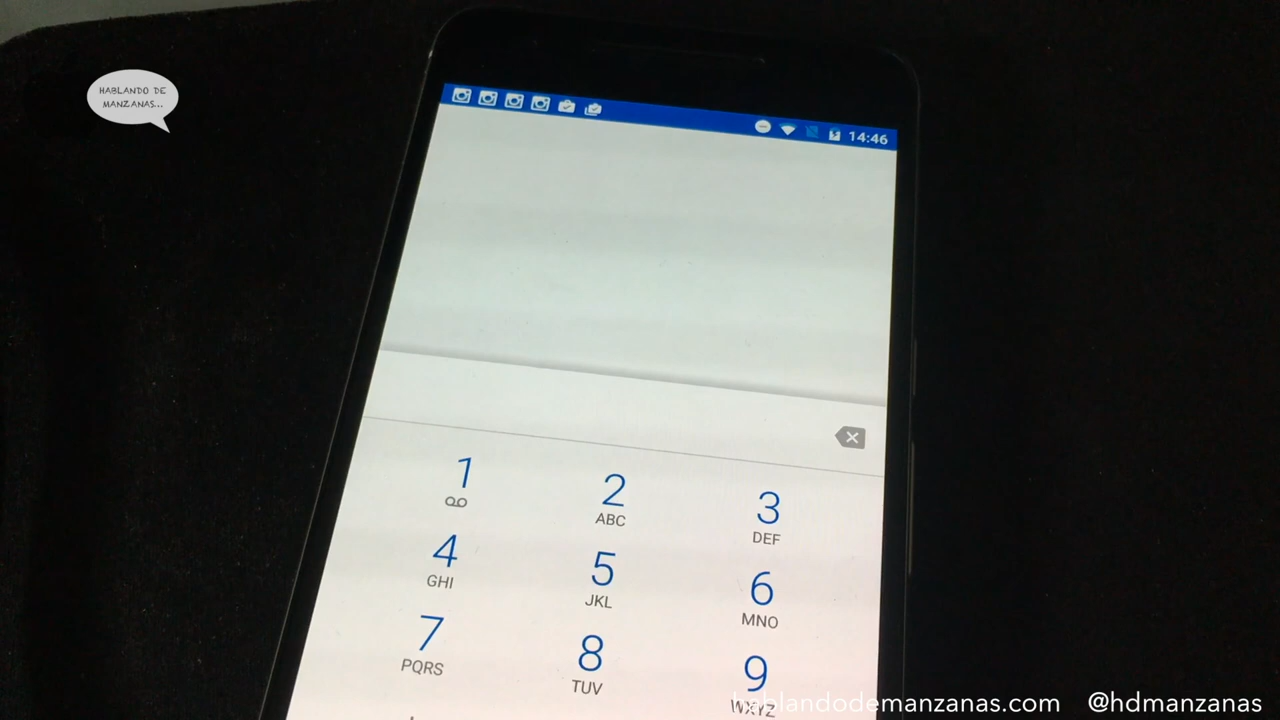 HABLANDO DE
MANZANAS...
14:46
1
2
ABC
3
DEF
4
GHI
5
JKL
6
MNO
7
PQRS
8
TUV
9
WXYZ
hablandodemanzanas.com @hdmanzanas